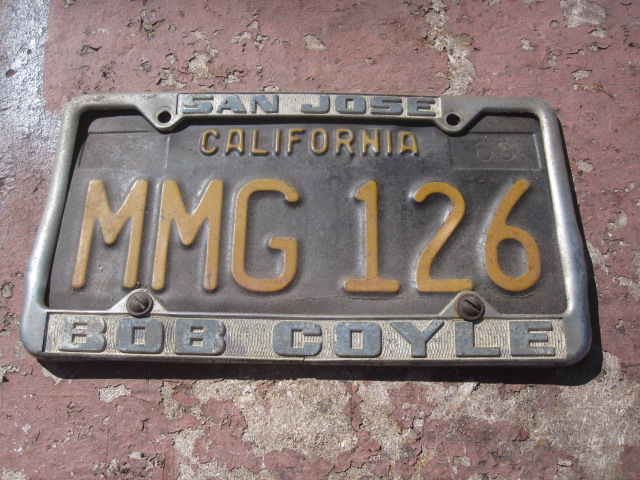 SAN JOSE
CALIFORNIA
63
MMG 126
BOB COYLE